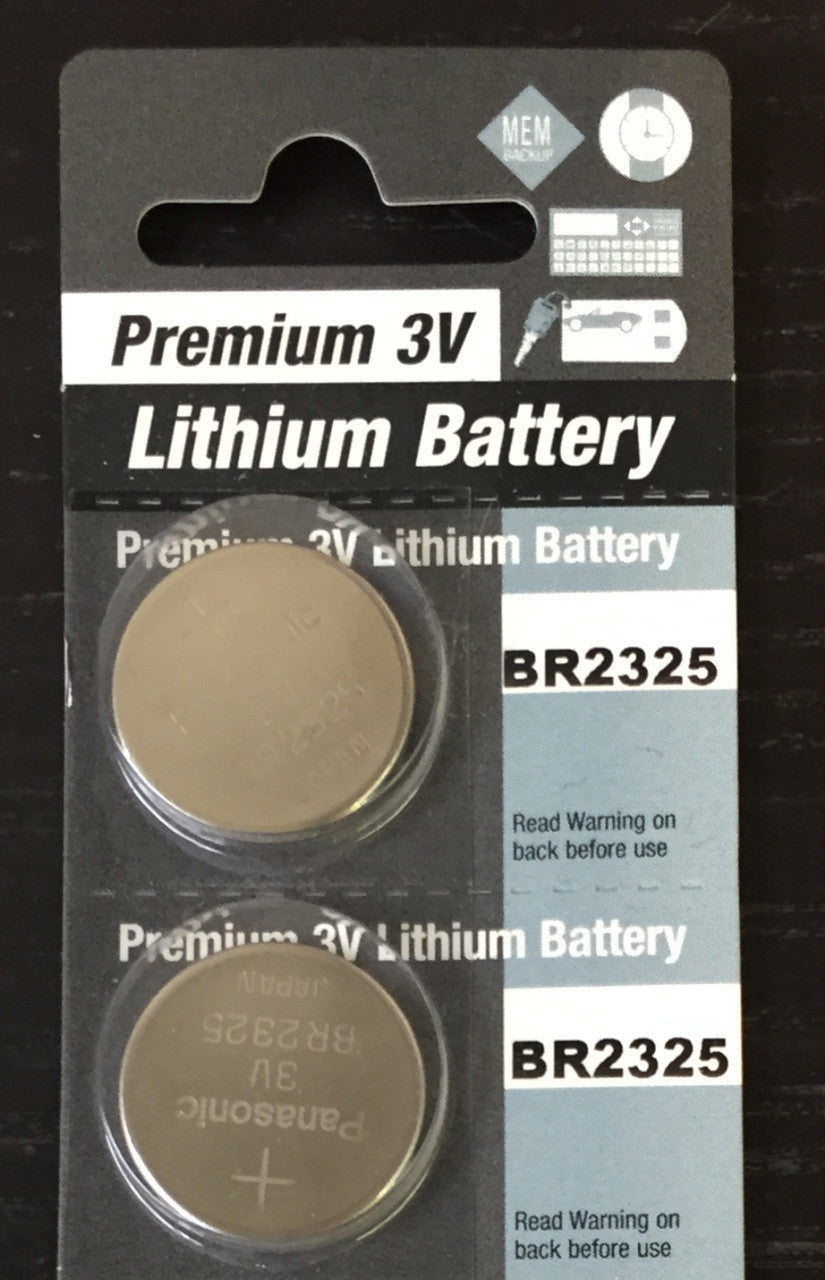 MEM
BACKUP
Premium 3V
Lithium Battery
Premium 3V Lithium Battery
BR2325
BR2325
Read Warning on
back before use
Premium 3V Lithium Battery
BR2325
JAPAN
BR2325
3V
Panasonic
+
Read Warning on
back before use